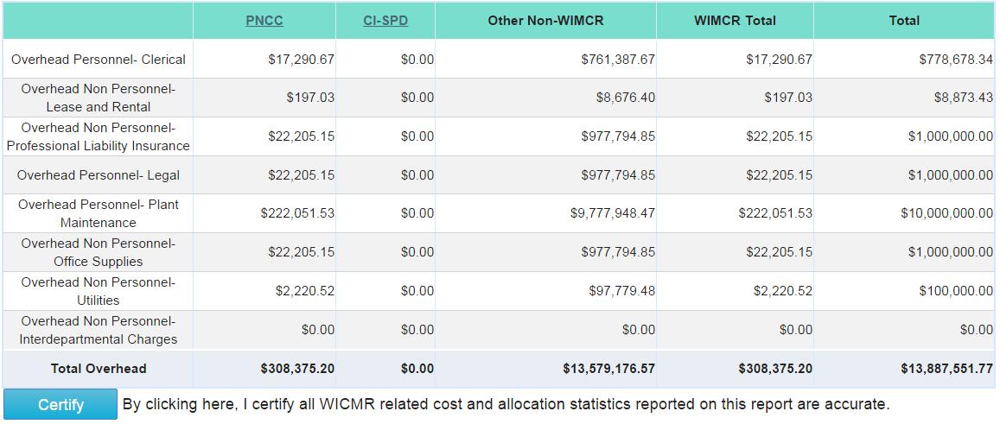 PNCC CI-SPD Other Non-WIMCR WIMCR Total Total
Overhead Personnel- Clerical $17,290.67 $0.00 $761,387.67 $17,290.67 $778,678.34
Overhead Non Personnel-
Lease and Rental $197.03 $0.00 $8,676.40 $197.03 $8,873.43
Overhead Non Personnel-
Professional Liability Insurance $22,205.15 $0.00 $977,794.85 $22,205.15 $1,000,000.00
Overhead Personnel- Legal $22,205.15 $0.00 $977,794.85 $22,205.15 $1,000,000.00
Overhead Personnel- Plant
Maintenance $222,051.53 $0.00 $9,777,948.47 $222,051.53 $10,000,000.00
Overhead Non Personnel-
Office Supplies $22,205.15 $0.00 $977,794.85 $22,205.15 $1,000,000.00
Overhead Non Personnel-
Utilities $2,220.52 $0.00 $97,779.48 $2,220.52 $100,000.00
Overhead Non Personnel-
Interdepartmental Charges $0.00 $0.00 $0.00 $0.00 $0.00
Total Overhead $308,375.20 $0.00 $13,579,176.57 $308,375.20 $13,887,551.77
Certify By clicking here, I certify all WICMR related cost and allocation statistics reported on this report are accurate.